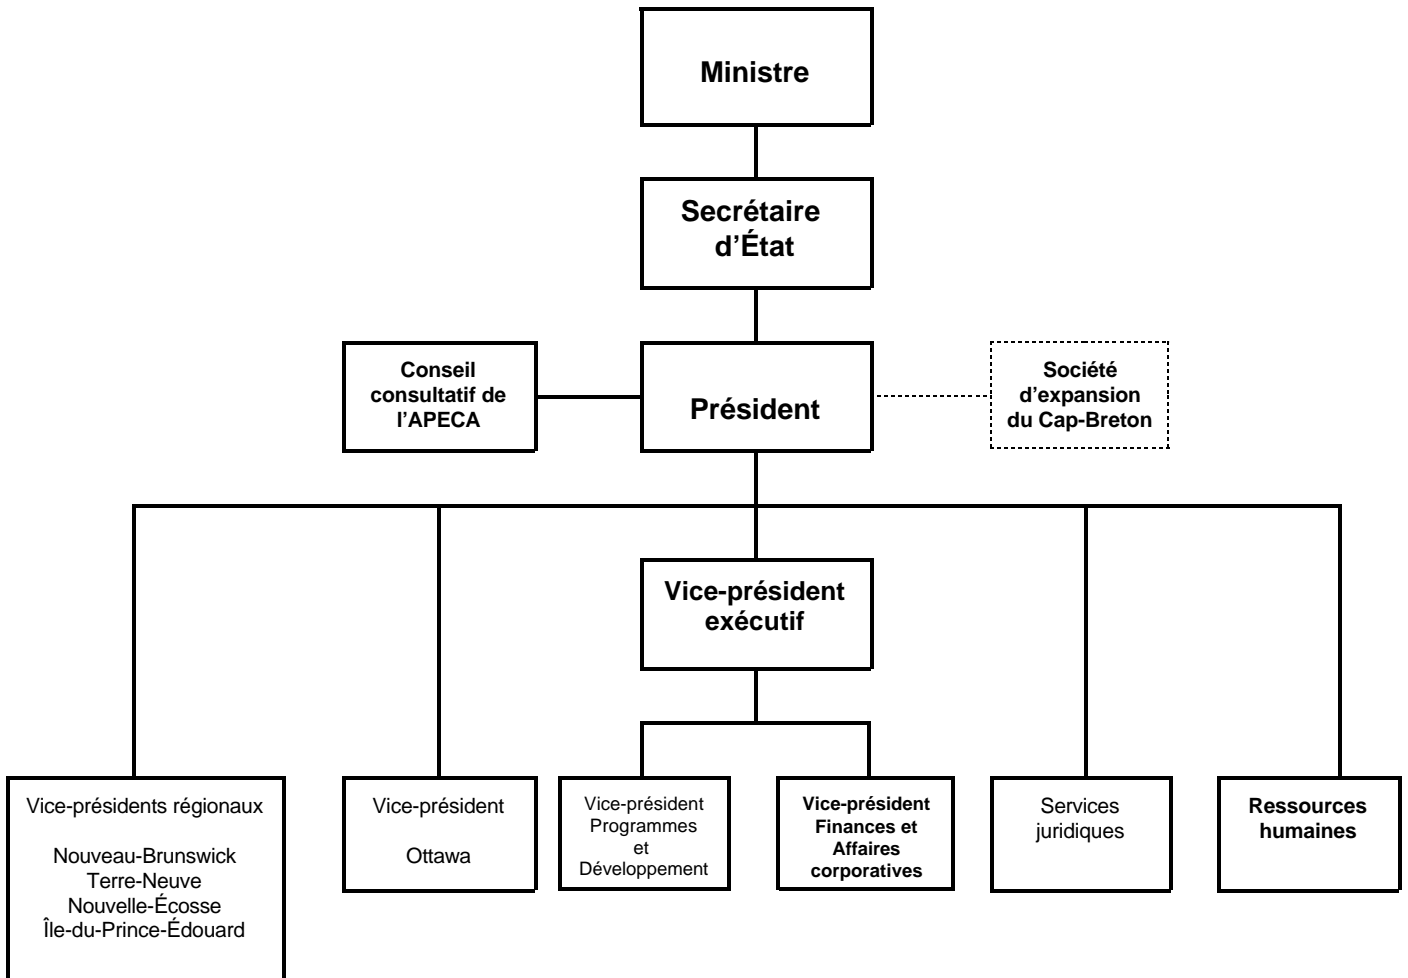 Ministre
Secrétaire
d’État
Conseil
consultatif de
l’APECA
Président
Société
d'expansion
du Cap-Breton
Vice-président
exécutif
Vice-présidents régionaux
Nouveau-Brunswick
Terre-Neuve
Nouvelle-Écosse
Île-du-Prince-Édouard
Vice-président
Ottawa
Vice-président
Programmes
et
Développement
Vice-président
Finances et
Affaires
corporatives
Services
juridiques
Ressources
humaines